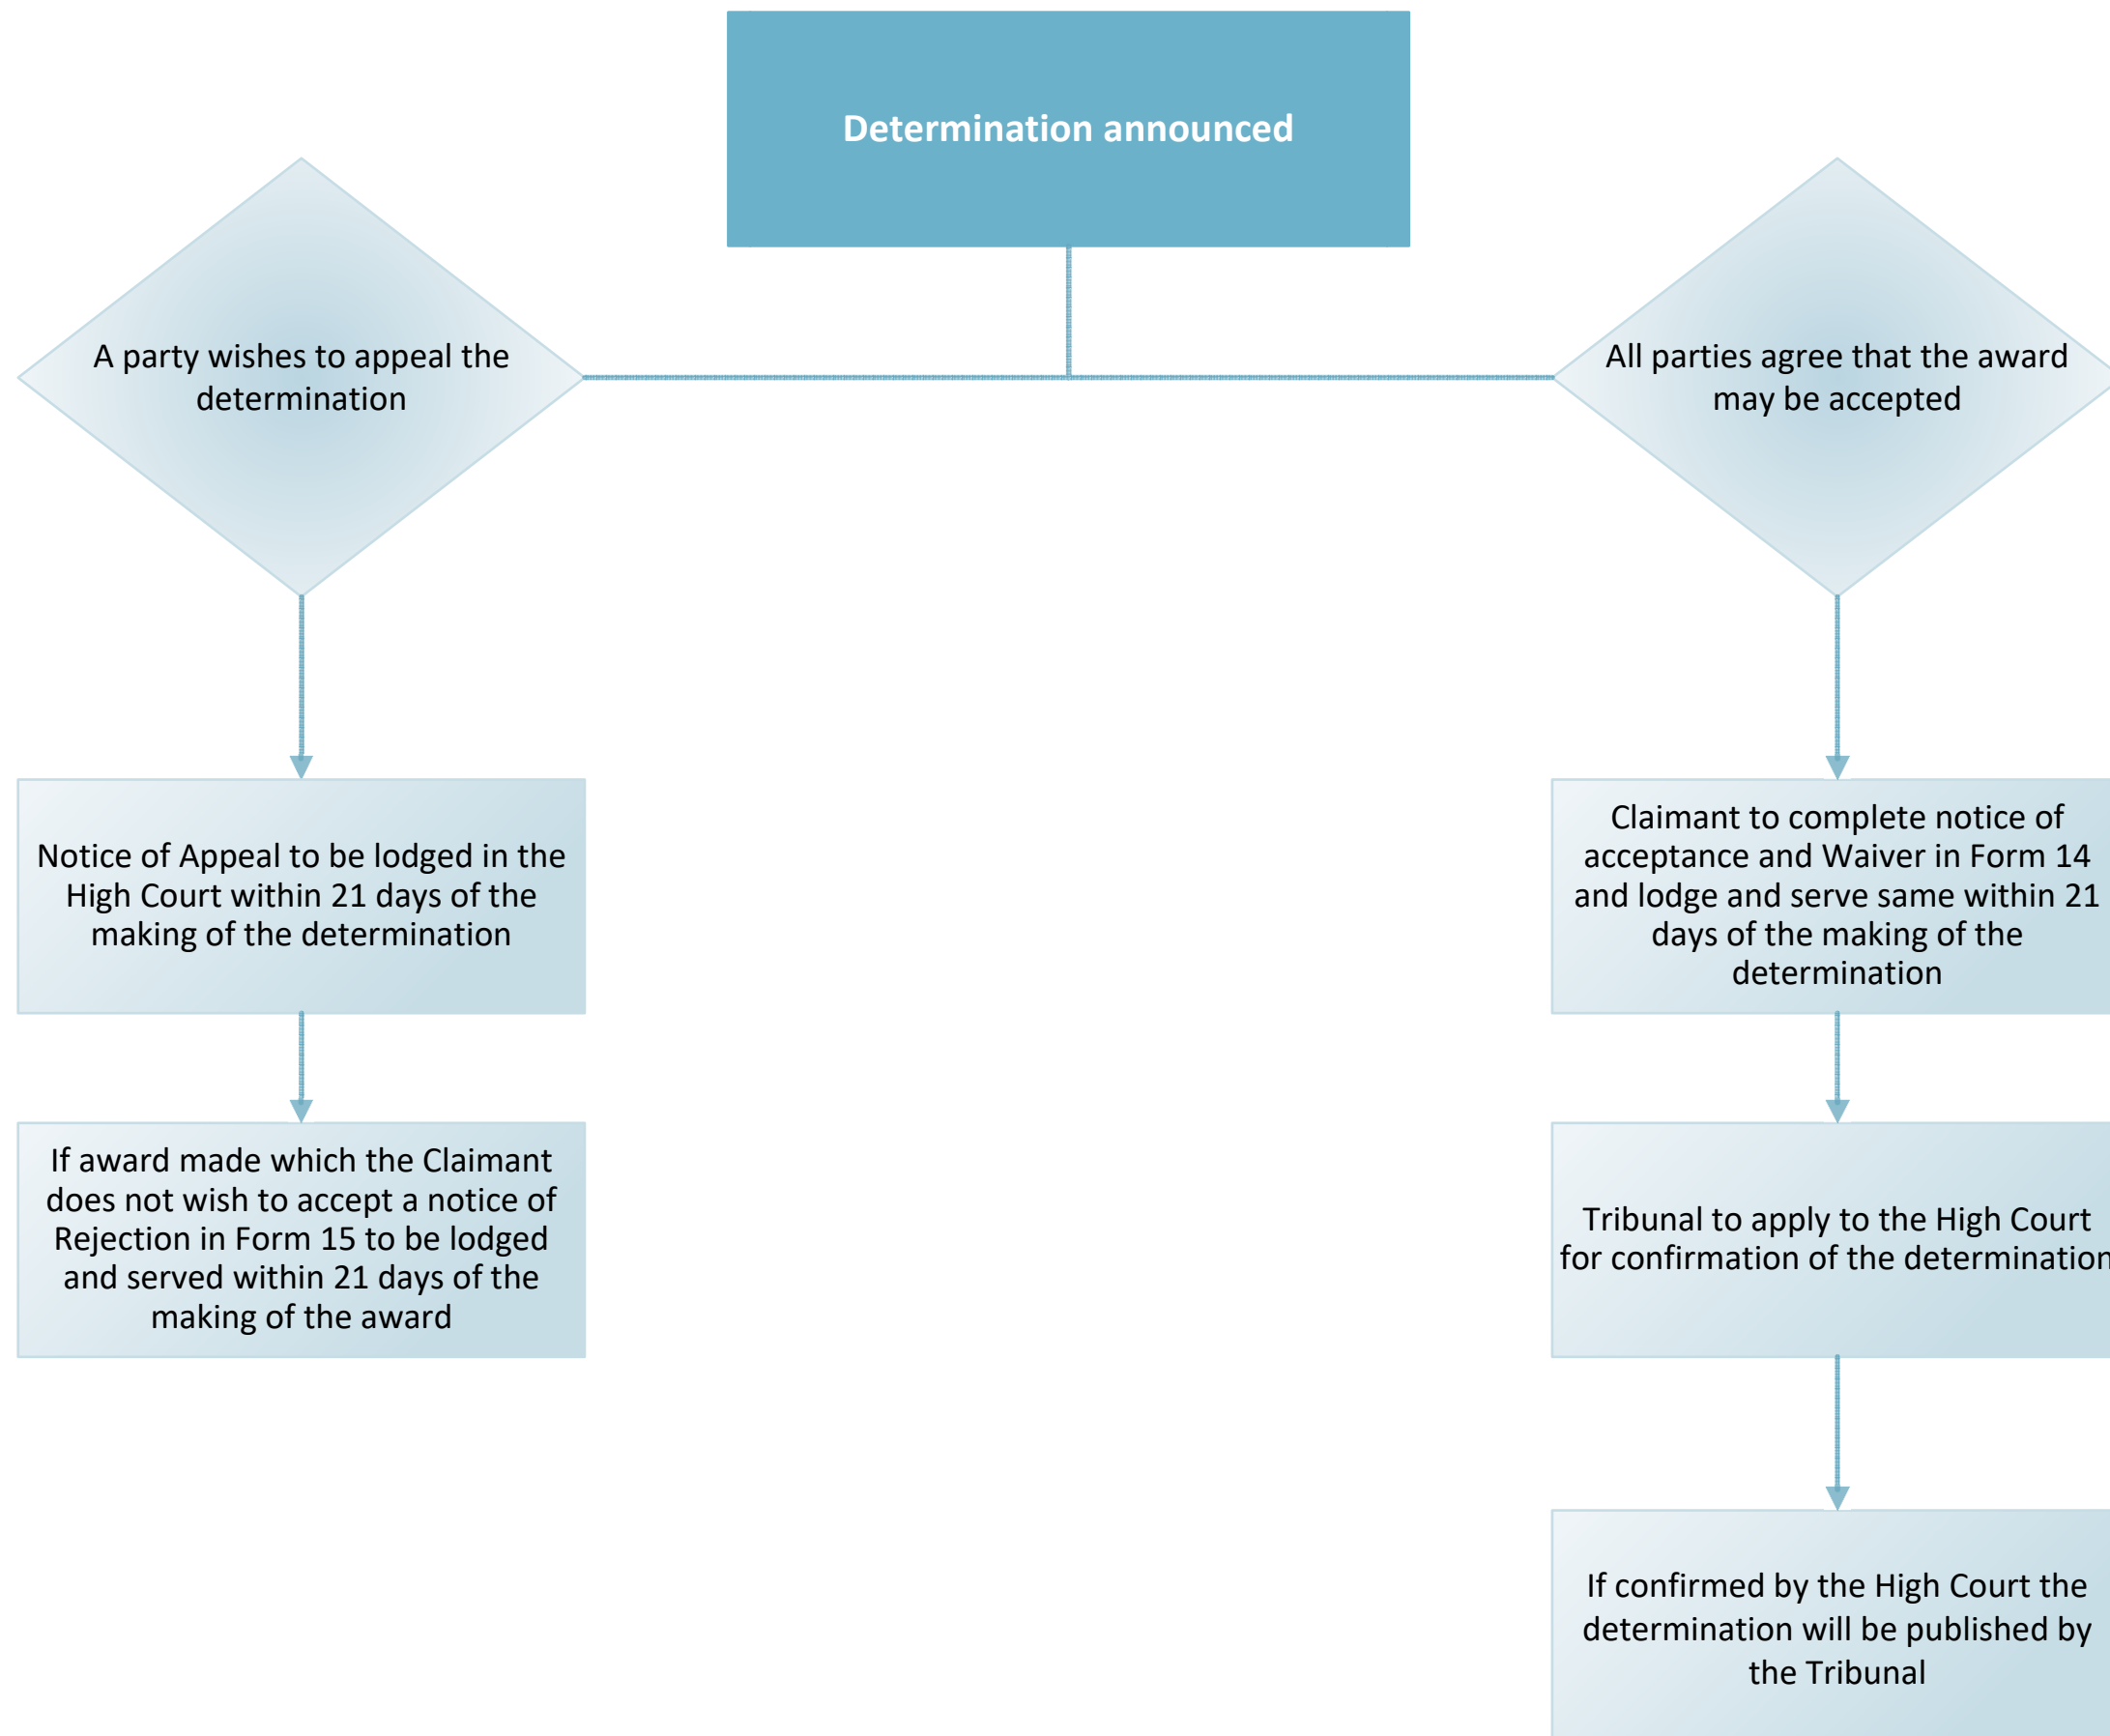 Determination announced
A party wishes to appeal the
determination
All parties agree that the award
may be accepted
Notice of Appeal to be lodged in the
High Court within 21 days of the
making of the determination
Claimant to complete notice of
acceptance and Waiver in Form 14
and lodge and serve same within 21
days of the making of the
determination
If award made which the Claimant
does not wish to accept a notice of
Rejection in Form 15 to be lodged
and served within 21 days of the
making of the award
Tribunal to apply to the High Court
for confirmation of the determination
If confirmed by the High Court the
determination will be published by
the Tribunal